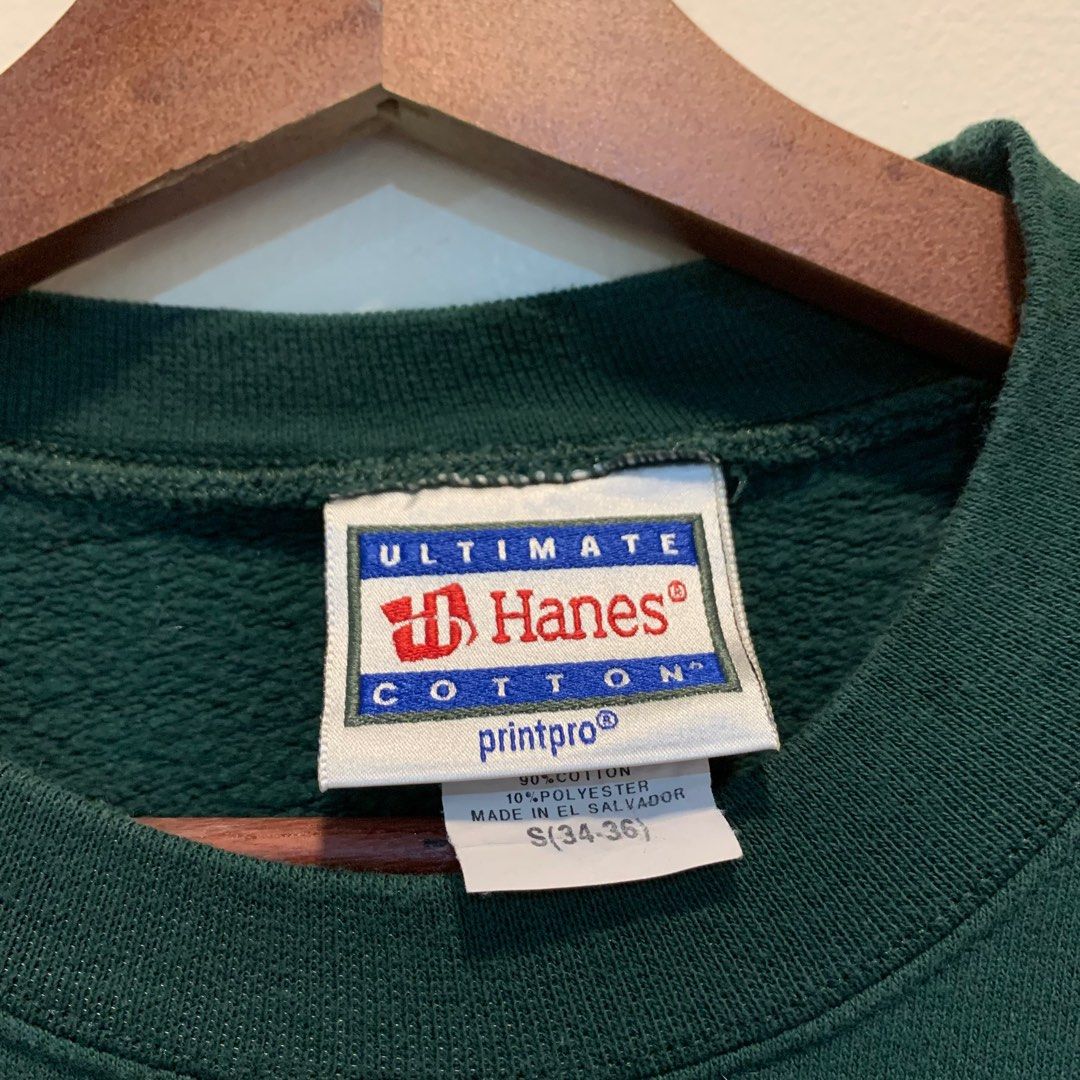 ULTIMATE
Hanes®
COTTON
printpro®
90%COTTON
10%POLYESTER
MADE IN EL SALVADOR
S(34-36)